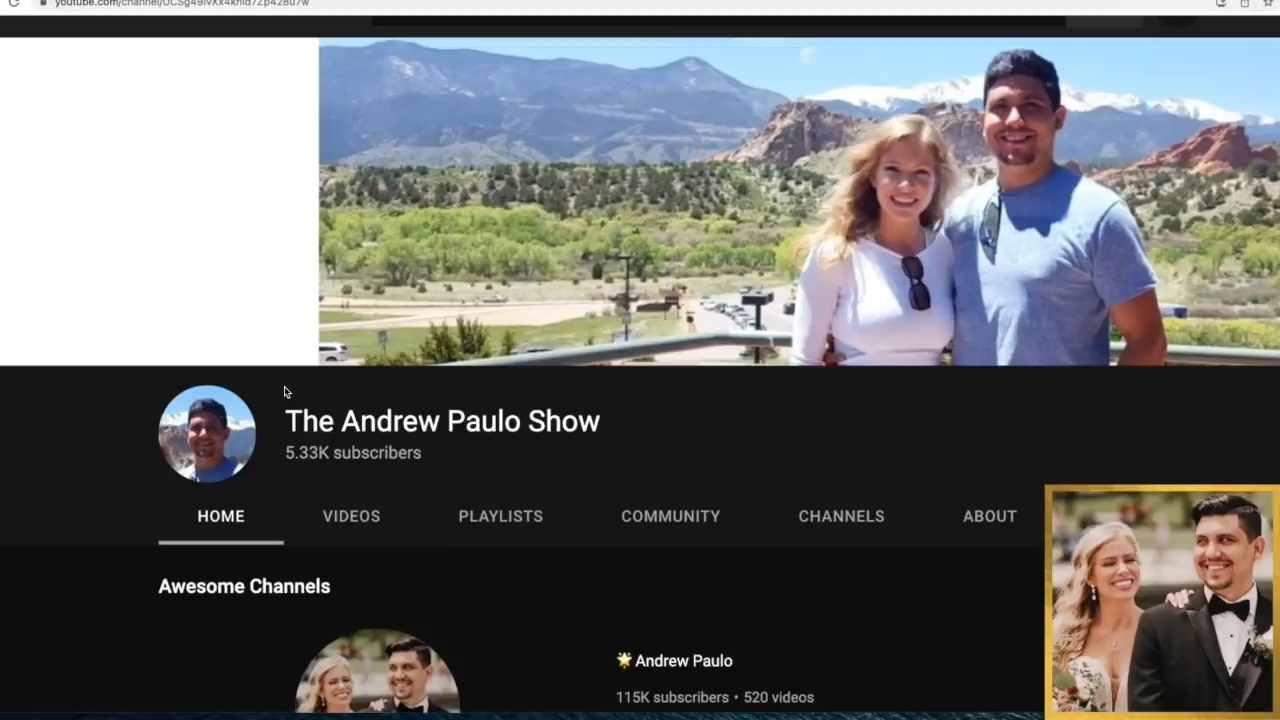 The Andrew Paulo Show
5.33K subscribers
HOME VIDEOS PLAYLISTS COMMUNITY CHANNELS ABOUT
Awesome Channels
🌟 Andrew Paulo
115K subscribers • 520 videos